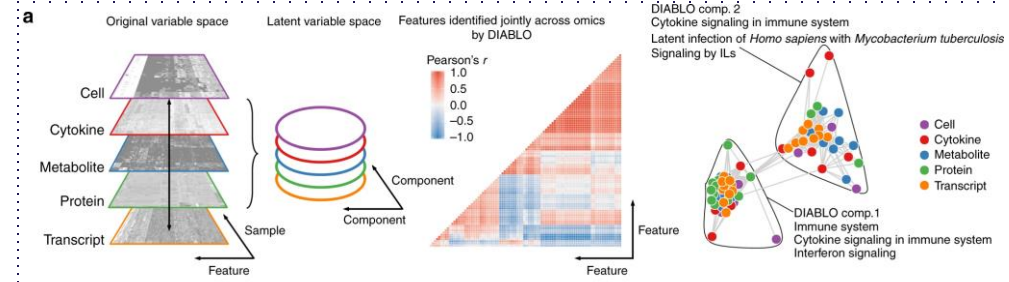 a
Original variable space
Cell
Cytokine
Metabolite
Protein
Transcript
Sample
Feature
Latent variable space
Component
Component
Features identified jointly across omics
by DIABLO
Pearson's r
1.0
0.5
0.0
−0.5
−1.0
Feature
Feature
DIABLO comp. 2
Cytokine signaling in immune system
Latent infection of Homo sapiens with Mycobacterium tuberculosis
Signaling by ILs
Cell
Cytokine
Metabolite
Protein
Transcript
DIABLO comp.1
Immune system
Cytokine signaling in immune system
Interferon signaling